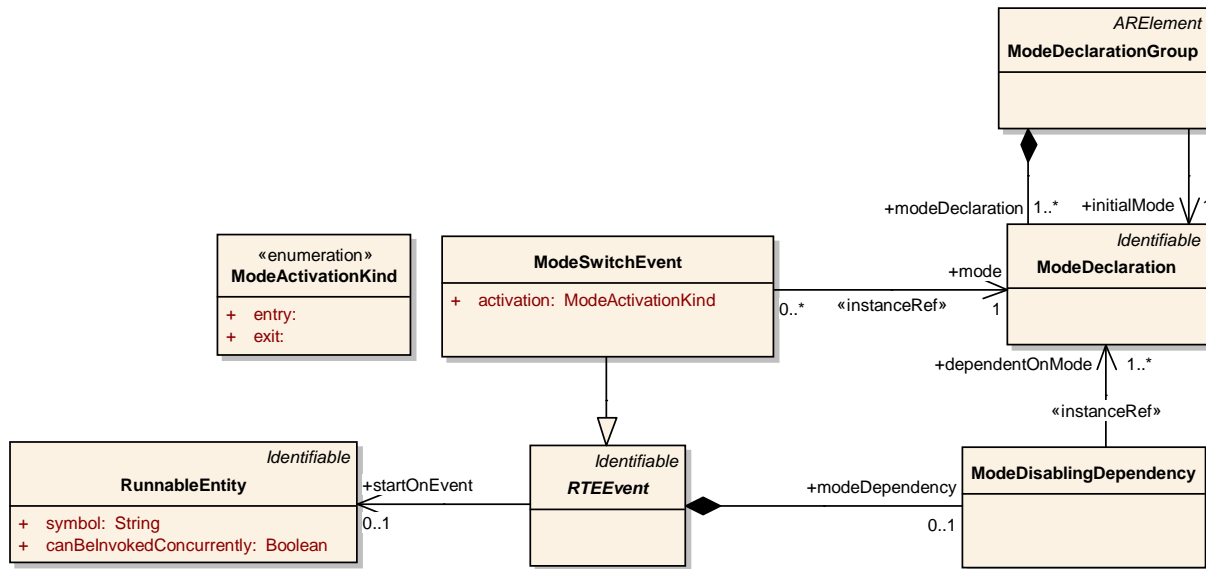 ARElement
ModeDeclarationGroup
+modeDeclaration
1..*
+initialMode
1
«enumeration»
ModeActivationKind
+ entry:
+ exit:
ModeSwitchEvent
+ activation: ModeActivationKind
0..*
«instanceRef»
+mode
1
Identifiable
ModeDeclaration
+dependentOnMode
1..*
«instanceRef»
Identifiable
RunnableEntity
+ symbol: String
+ canBeInvokedConcurrently: Boolean
+startOnEvent
0..1
Identifiable
RTEEvent
+modeDependency
0..1
ModeDisablingDependency